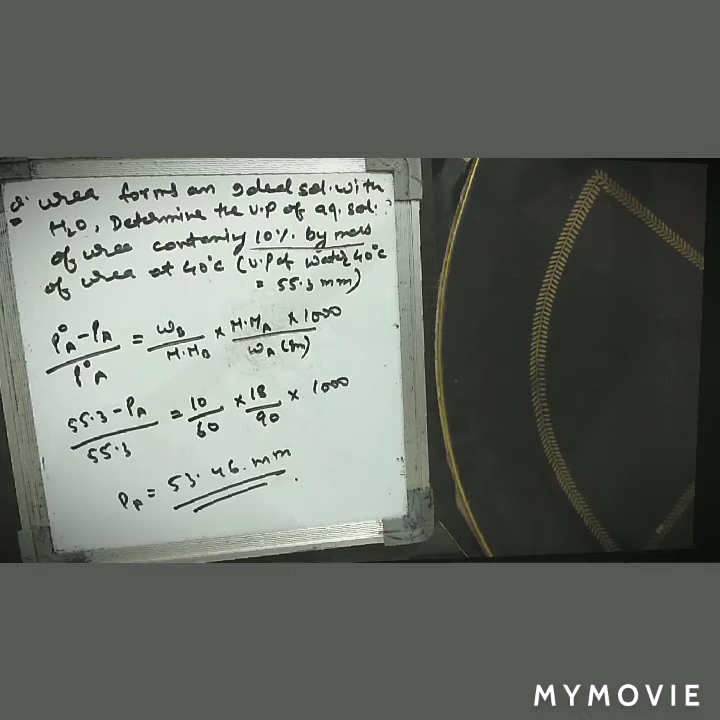 Q. urea forms an ideal sol. with
H2O, Determine the V.P of aq. sol.
of urea containing 10% by mass
of urea at 40°C (V.P of water 40°C
= 55.3 mm)
P°A - PA / P°A = WB / M.MB × M.MA × 1000 / WA (gm)
55.3 - PA / 55.3 = 10 / 60 × 18 / 90 × 1000
PA = 53.46 mm.
MYMOVIE